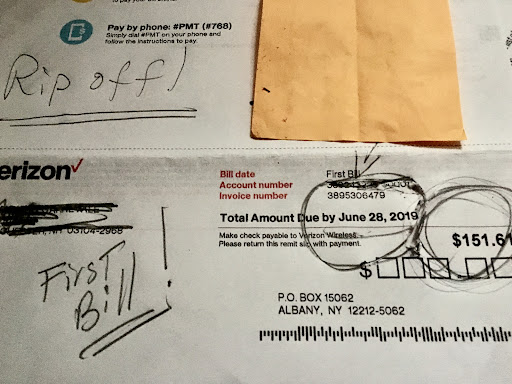 Pay by phone: #PMT (#768)
Simply dial #PMT on your phone and
follow the instructions to pay.
Rip off!
erizon
Bill date First Bill
Account number
Invoice number 3895306479
Total Amount Due by June 28, 2019
Make check payable to Verizon Wireless.
Please return this remit slip with payment.
$151.61
$
03104-2968
First
Bill!
P.O. BOX 15062
ALBANY, NY 12212-5062